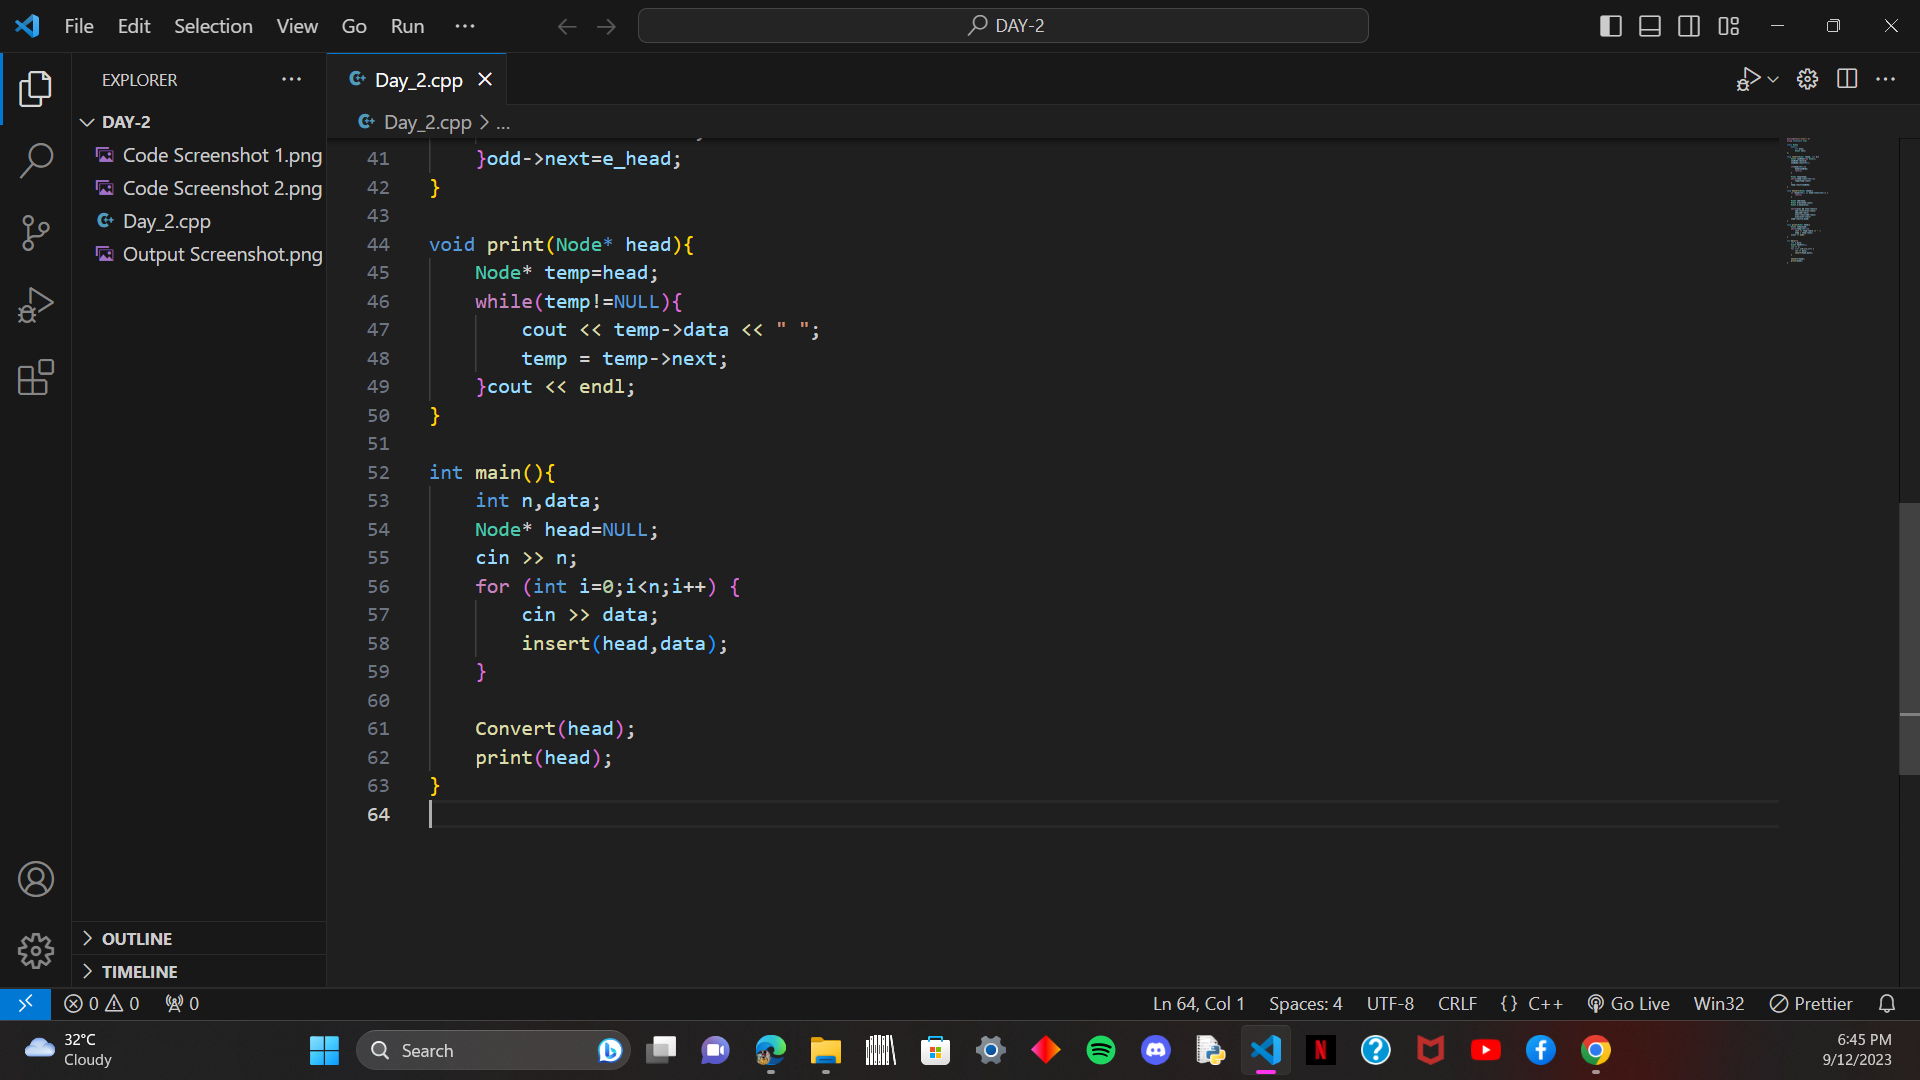 File Edit Selection View Go Run ...
DAY-2
EXPLORER ...
DAY-2
Code Screenshot 1.png
Code Screenshot 2.png
Day_2.cpp
Output Screenshot.png
OUTLINE
TIMELINE
Day_2.cpp
Day_2.cpp > ...
41 }odd->next=e_head;
42 }
43
44 void print(Node* head){
45 Node* temp=head;
46 while(temp!=NULL){
47 cout << temp->data << " ";
48 temp = temp->next;
49 }cout << endl;
50 }
51
52 int main(){
53 int n,data;
54 Node* head=NULL;
55 cin >> n;
56 for (int i=0;i<n;i++) {
57 cin >> data;
58 insert(head,data);
59 }
60
61 Convert(head);
62 print(head);
63 }
64
0 0 0 Ln 64, Col 1 Spaces: 4 UTF-8 CRLF {} C++ Go Live Win32 Prettier
32°C
Cloudy
Search
N
6:45 PM
9/12/2023